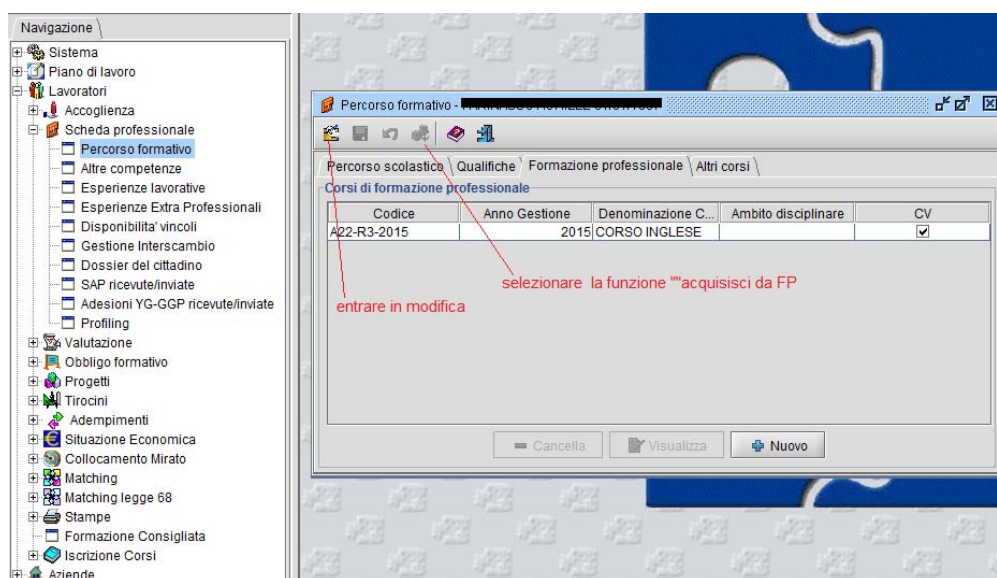 Navigazione
Sistema
Piano di lavoro
Lavoratori
Accoglienza
Scheda professionale
Percorso formativo
Altre competenze
Esperienze lavorative
Esperienze Extra Professionali
Disponibilita' vincoli
Gestione Interscambio
Dossier del cittadino
SAP ricevute/inviate
Adesioni YG-GGP ricevute/inviate
Profiling
Valutazione
Obbligo formativo
Progetti
Tirocini
Adempimenti
Situazione Economica
Collocamento Mirato
Matching
Matching legge 68
Stampe
Formazione Consigliata
Iscrizione Corsi
Aziende
Percorso formativo -
Percorso scolastico Qualifiche Formazione professionale Altri corsi
Corsi di formazione professionale
Codice Anno Gestione Denominazione C... Ambito disciplinare CV
A22-R3-2015 2015 CORSO INGLESE
selezionare la funzione ""acquisisci da FP
entrare in modifica
Cancella Visualizza Nuovo